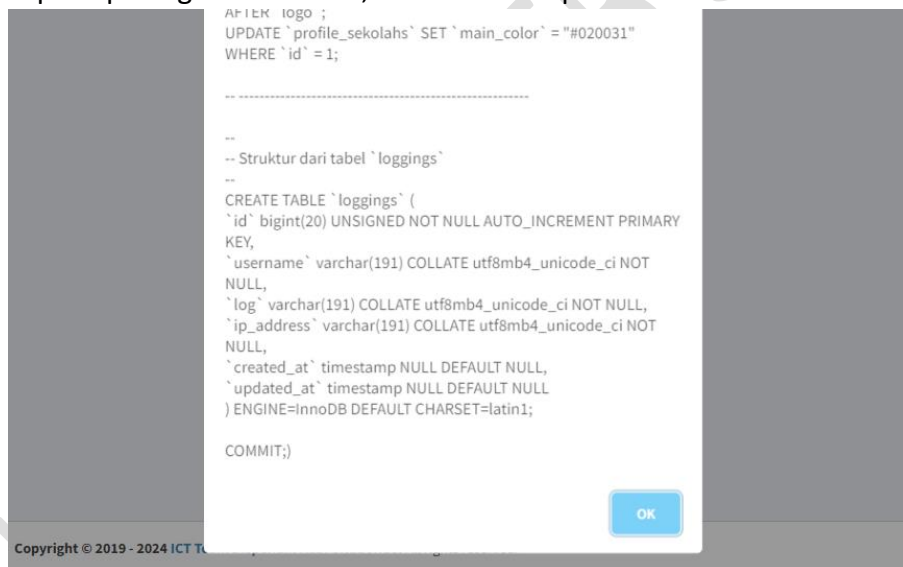 AFTER `logo`;
UPDATE `profile_sekolahs` SET `main_color` = "#020031"
WHERE `id` = 1;
-- --------------------------------------------------------
--
-- Struktur dari tabel `loggings`
--
CREATE TABLE `loggings` (
`id` bigint(20) UNSIGNED NOT NULL AUTO_INCREMENT PRIMARY
KEY,
`username` varchar(191) COLLATE utf8mb4_unicode_ci NOT
NULL,
`log` varchar(191) COLLATE utf8mb4_unicode_ci NOT NULL,
`ip_address` varchar(191) COLLATE utf8mb4_unicode_ci NOT
NULL,
`created_at` timestamp NULL DEFAULT NULL,
`updated_at` timestamp NULL DEFAULT NULL
) ENGINE=InnoDB DEFAULT CHARSET=latin1;
COMMIT;)
OK
Copyright © 2019 - 2024 ICT